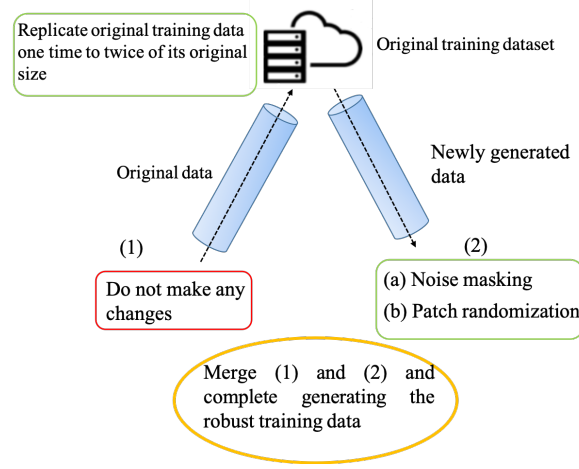 Replicate original training data
one time to twice of its original
size
Original training dataset
Original data
Newly generated
data
(1)
(2)
Do not make any
changes
(a) Noise masking
(b) Patch randomization
Merge (1) and (2) and
complete generating the
robust training data